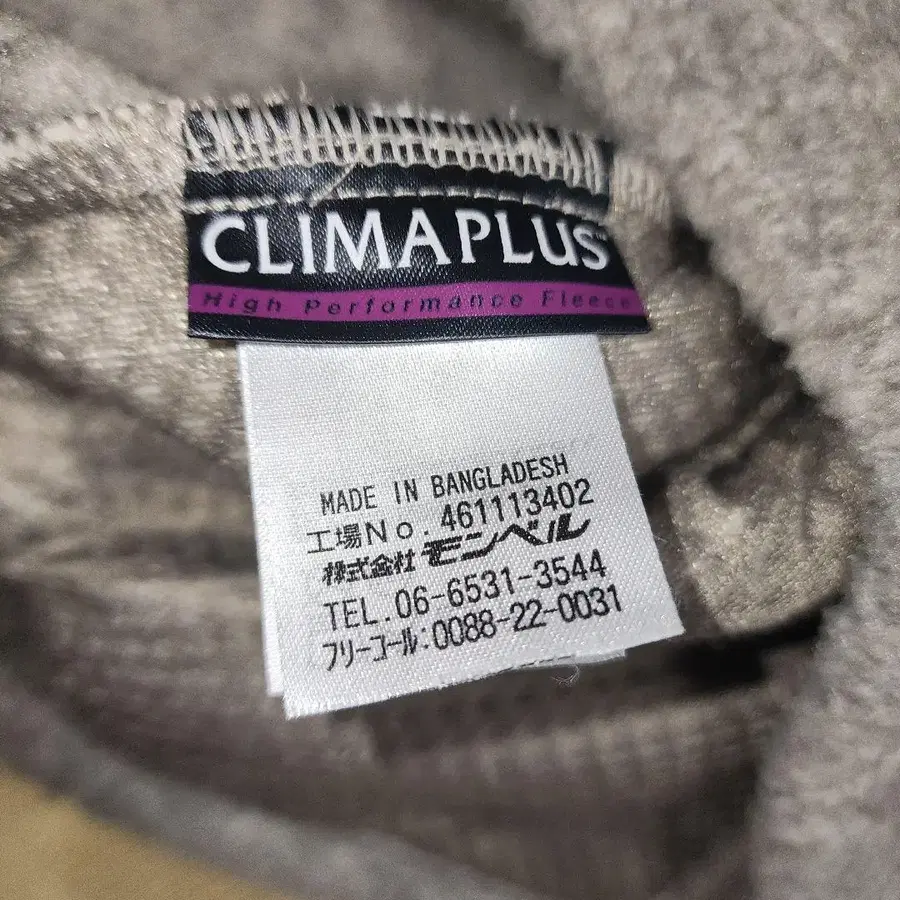 CLIMAPLUS™
High Performance Fleece
MADE IN BANGLADESH
工場No. 461113402
株式会社モンベル
TEL.06-6531-3544
フリーコール:0088-22-0031